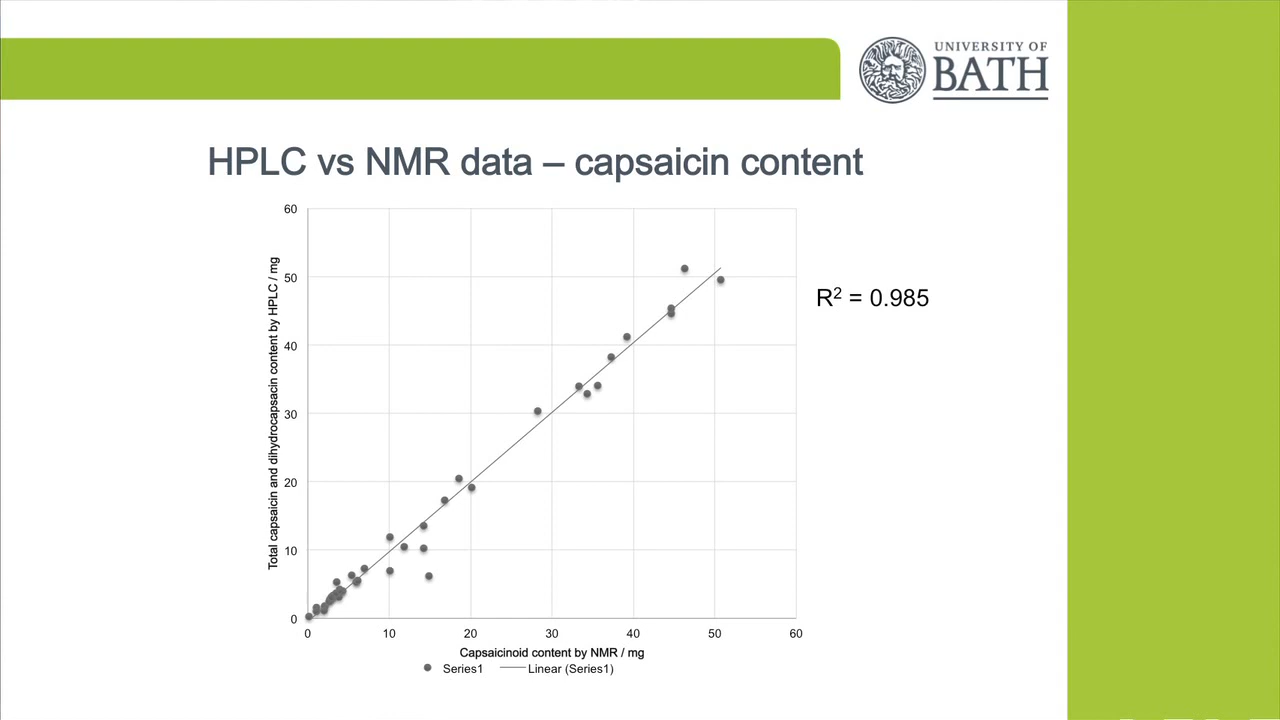 UNIVERSITY OF
BATH
HPLC vs NMR data – capsaicin content
60
50
40
30
20
10
0
Total capsaicin and dihydrocapsacin content by HPLC / mg
R² = 0.985
0 10 20 30 40 50 60
Capsaicinoid content by NMR / mg
Series1 Linear (Series1)